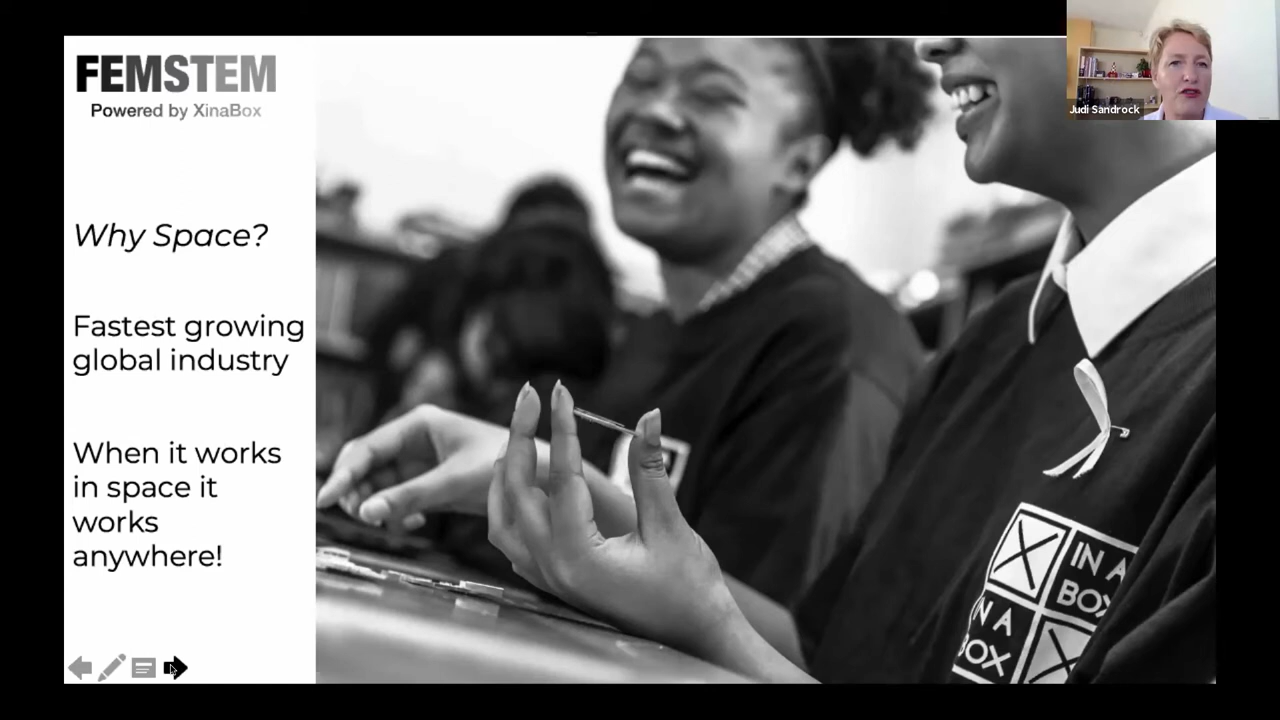 FEMSTEM
Powered by XinaBox
Why Space?
Fastest growing
global industry
When it works
in space it
works
anywhere!
Judi Sandrock
IN A
BOX
IN A
BOX